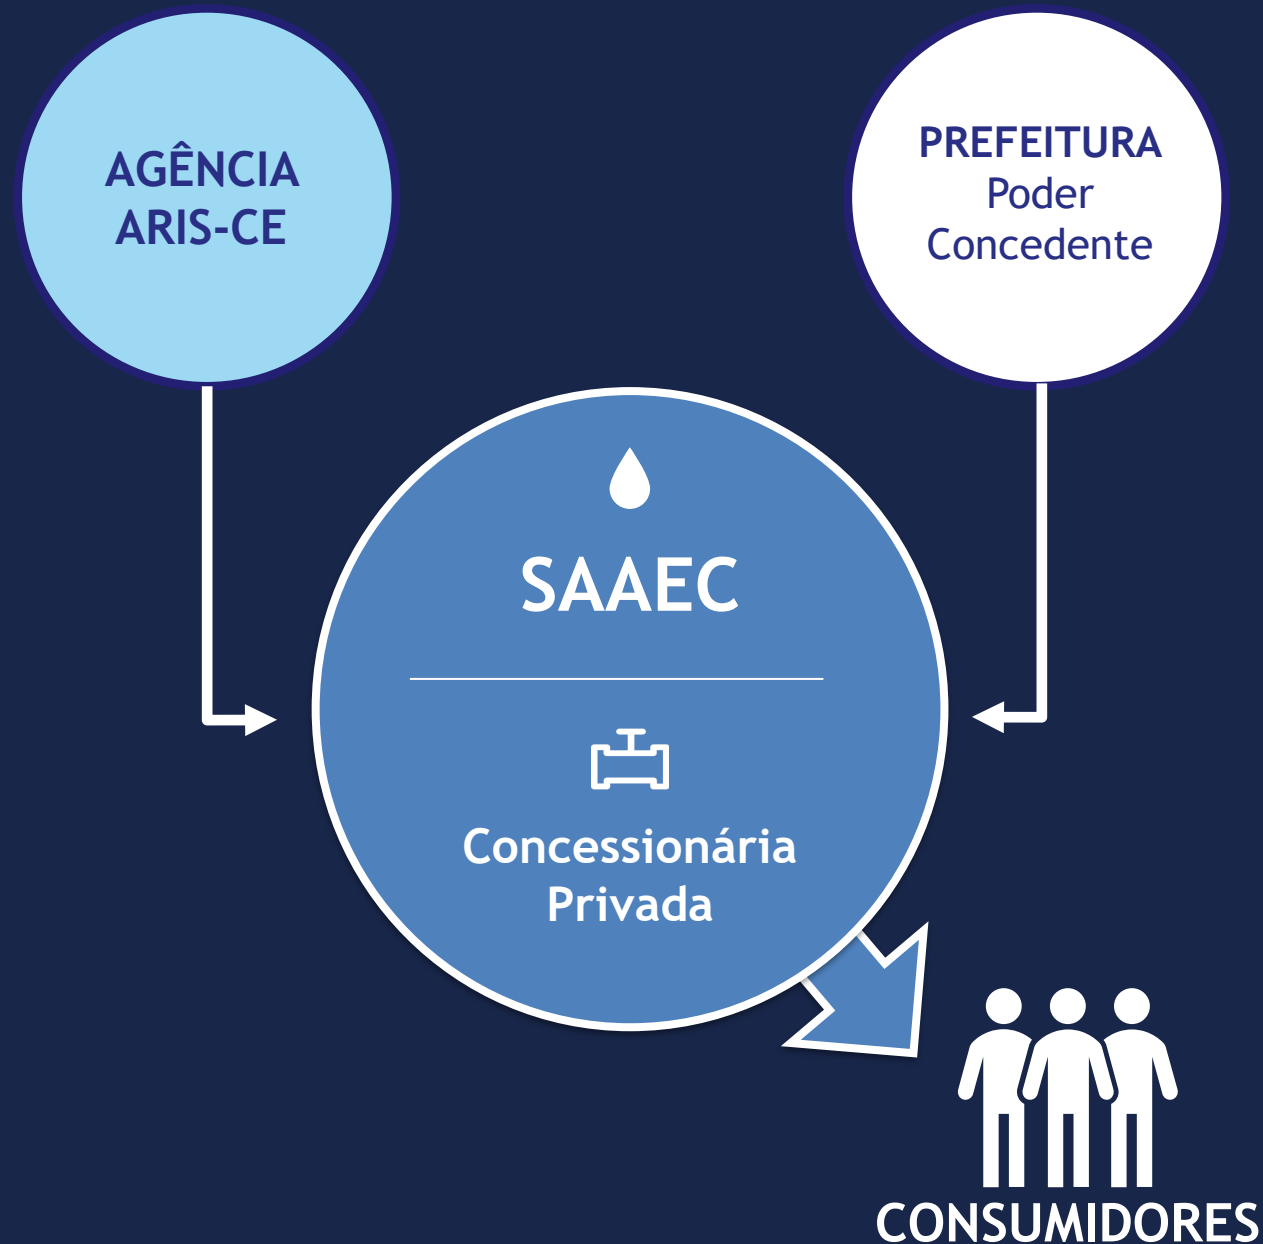 AGÊNCIA
ARIS-CE
PREFEITURA
Poder
Concedente
SAAEC
Concessionária
Privada
CONSUMIDORES